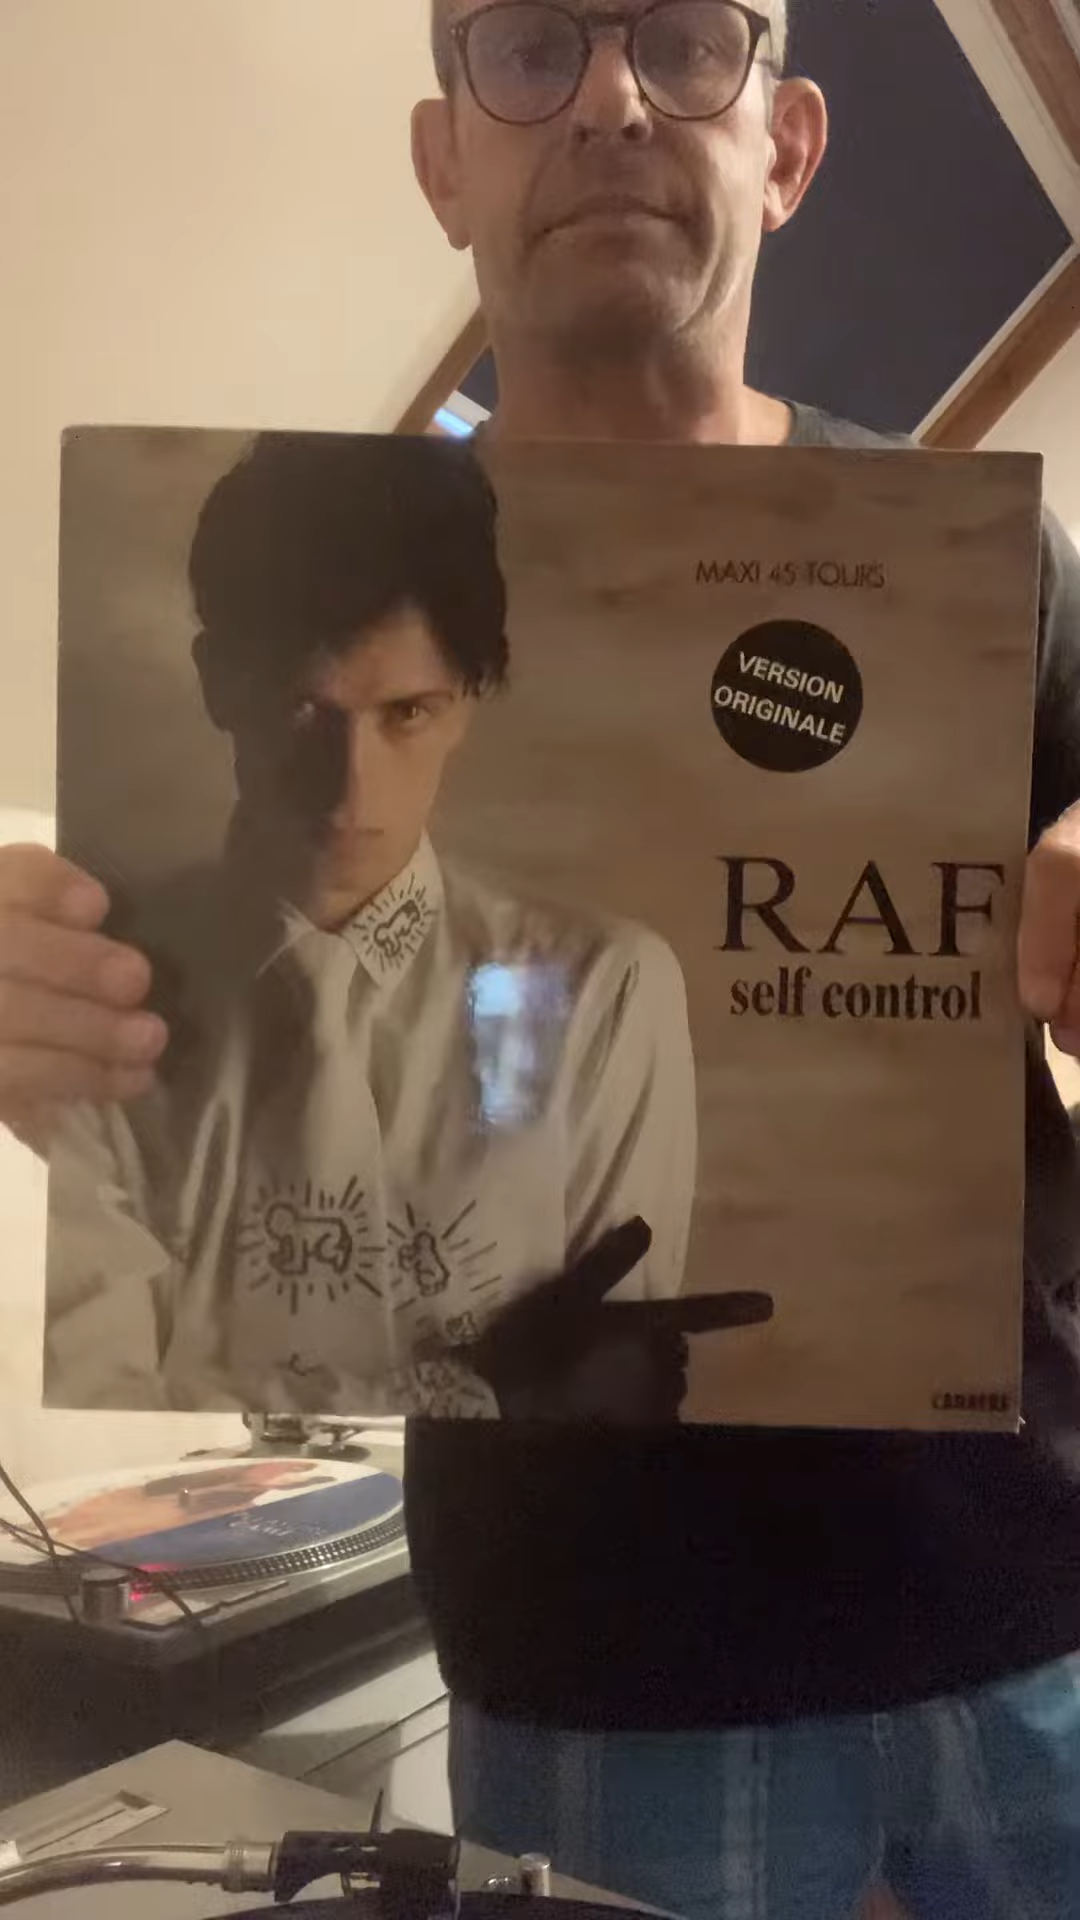 MAXI 45 TOURS
VERSION
ORIGINALE
RAF
self control
CARRERE